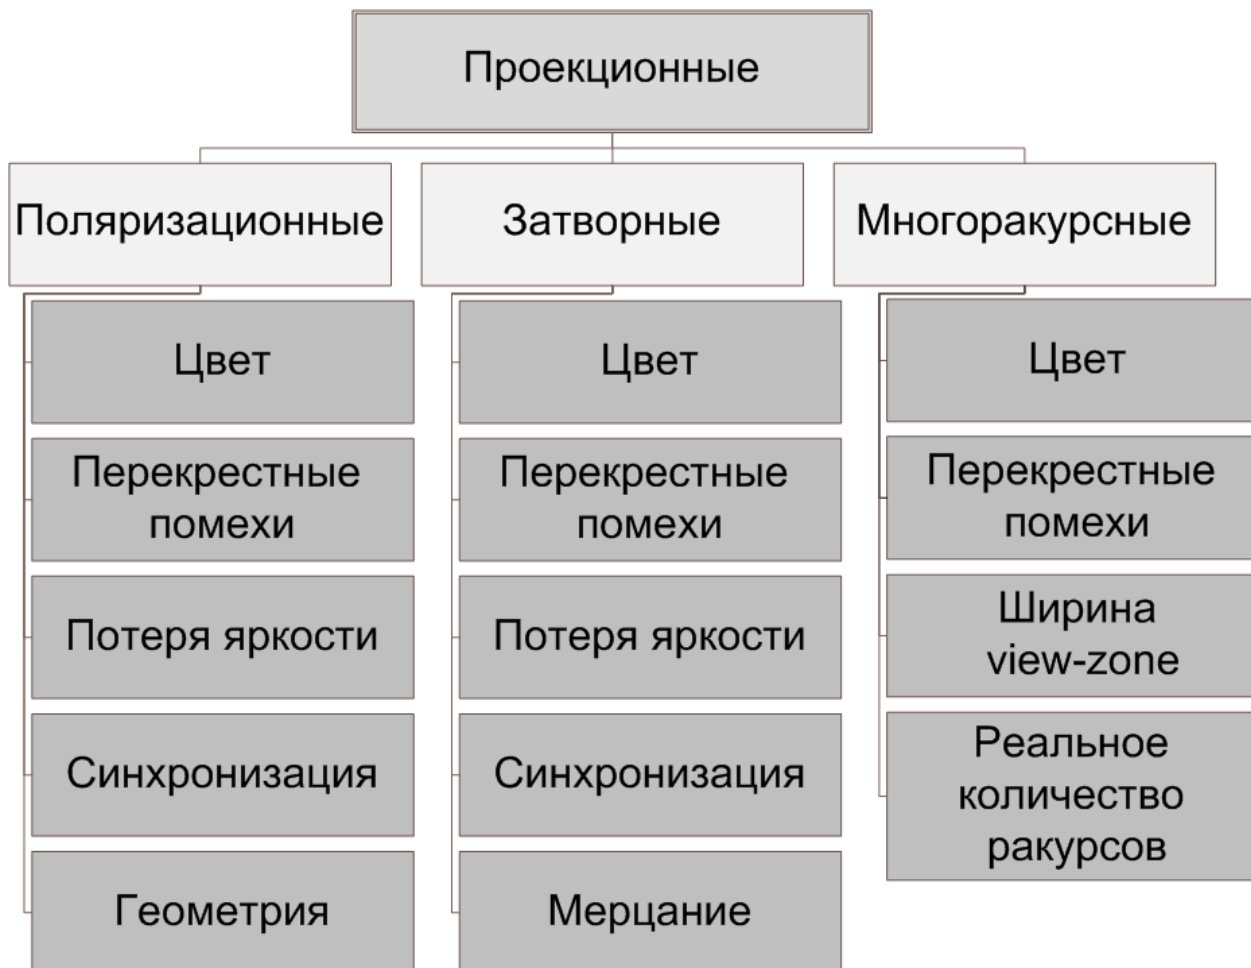 Проекционные
Поляризационные
Затворные
Многоракурсные
Цвет
Перекрестные
помехи
Потеря яркости
Синхронизация
Геометрия
Цвет
Перекрестные
помехи
Потеря яркости
Синхронизация
Мерцание
Цвет
Перекрестные
помехи
Ширина
view-zone
Реальное
количество
ракурсов